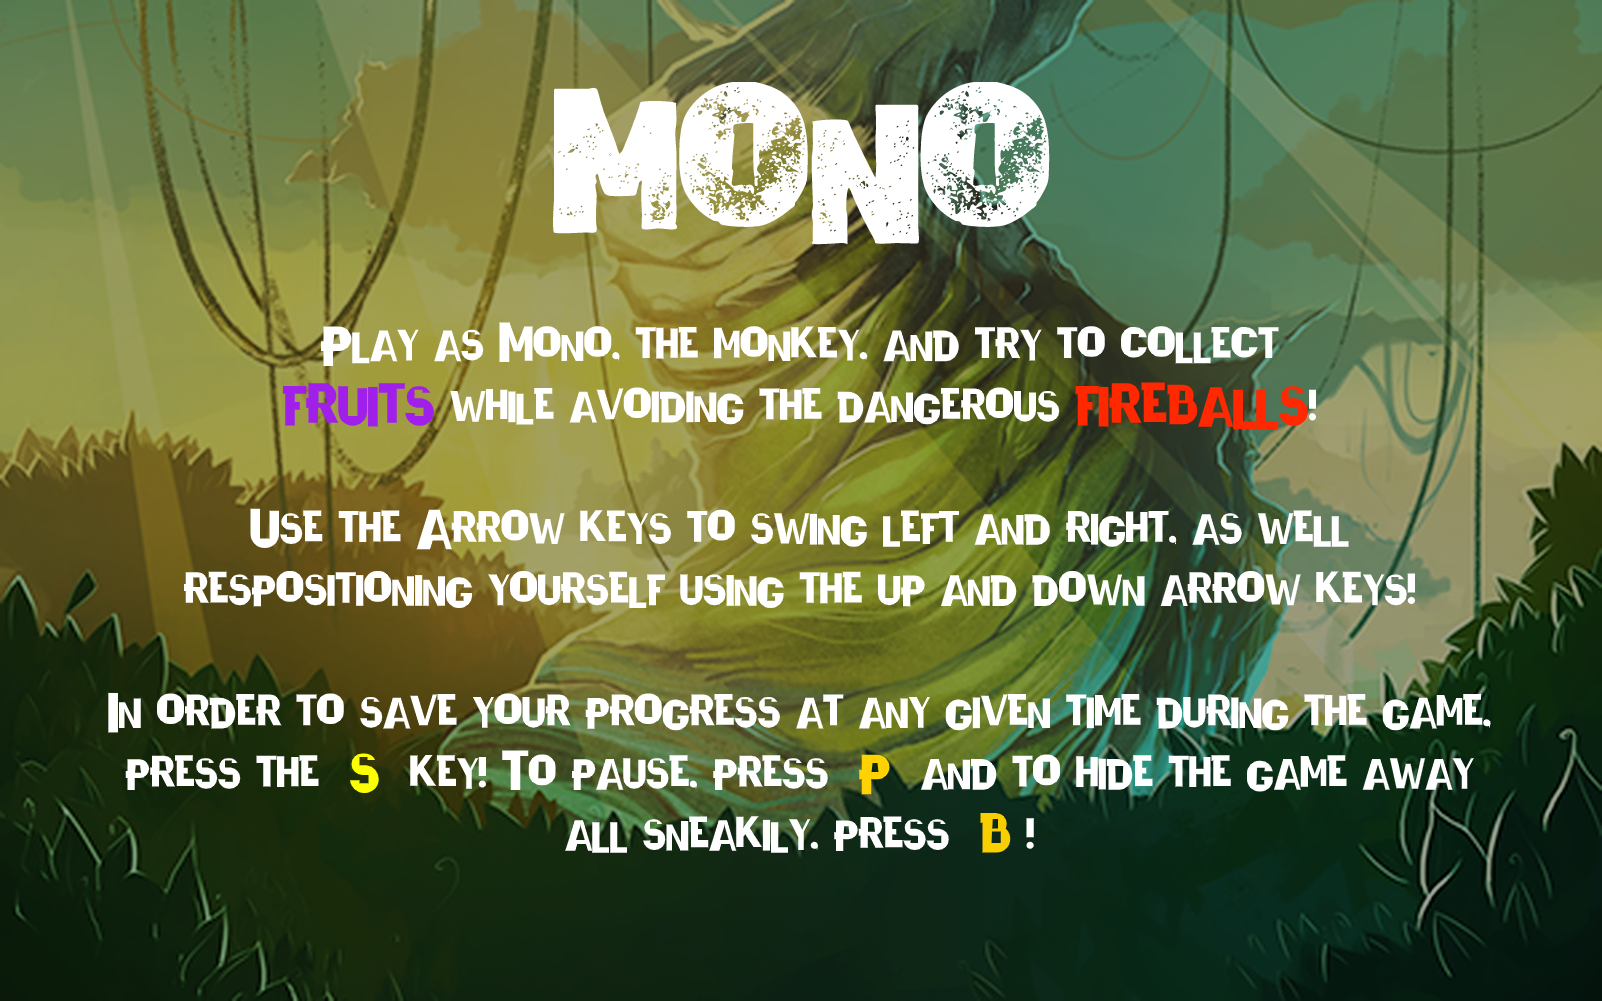 MONO
Play as Mono, the monkey, and try to collect
FRUITS while avoiding the dangerous FIREBALLS!
Use the Arrow keys to swing left and right, as well
respositioning yourself using the up and down arrow keys!
In order to save your progress at any given time during the game,
press the S key! To pause, press P and to hide the game away
all sneakily, press B !